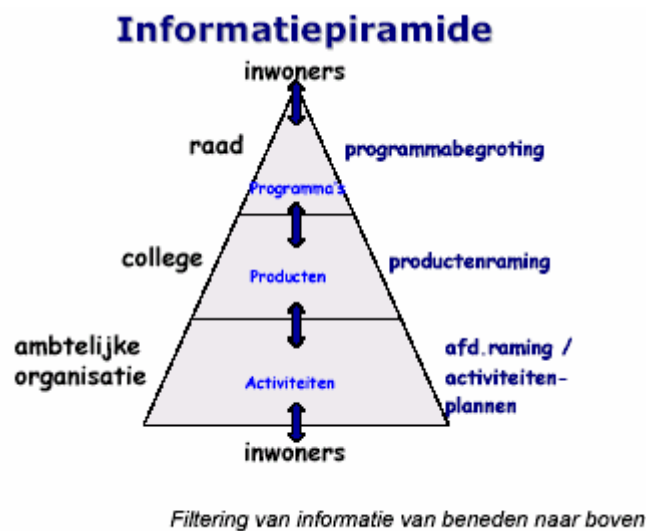 Informatiepiramide
inwoners
raad
programmabegroting
Programma's
college
Producten
productenraming
ambtelijke
organisatie
Activiteiten
afd.raming /
activiteiten-
plannen
inwoners
Filtering van informatie van beneden naar boven